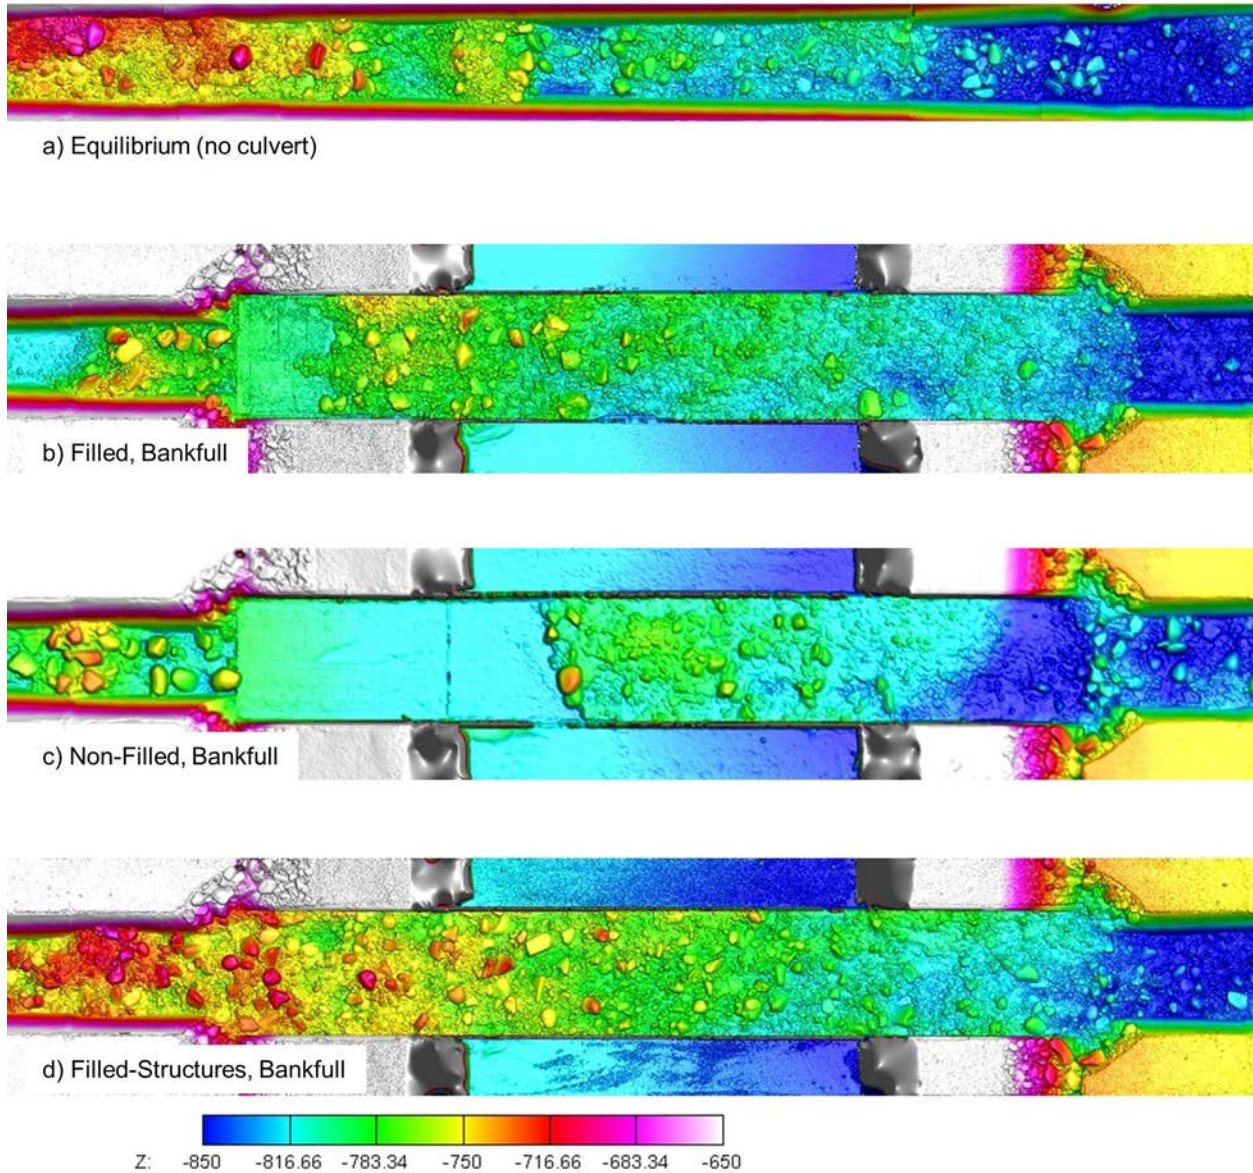 a) Equilibrium (no culvert)
b) Filled, Bankfull
c) Non-Filled, Bankfull
d) Filled-Structures, Bankfull
Z: -850 -816.66 -783.34 -750 -716.66 -683.34 -650